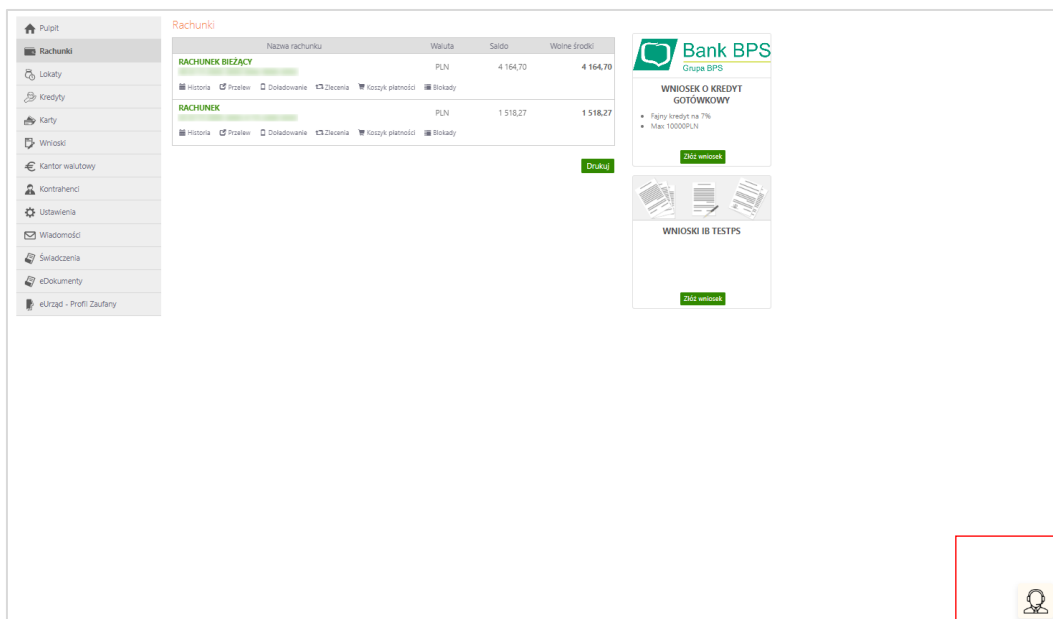 Pulpit
Rachunki
Lokaty
Kredyty
Karty
Wnioski
Kantor walutowy
Kontrahenci
Ustawienia
Wiadomości
Świadczenia
eDokumenty
eUrząd - Profil Zaufany
Rachunki
Nazwa rachunku Waluta Saldo Wolne środki
RACHUNEK BIEŻĄCY
PLN 4 164,70 4 164,70
Historia Przelew Doładowanie Zlecenia Koszyk płatności Blokady
RACHUNEK
PLN 1 518,27 1 518,27
Historia Przelew Doładowanie Zlecenia Koszyk płatności Blokady
Drukuj
Bank BPS
Grupa BPS
WNIOSEK O KREDYT
GOTÓWKOWY
Fajny kredyt na 7%
Max 10000PLN
Złóż wniosek
WNIOSKI IB TESTPS
Złóż wniosek